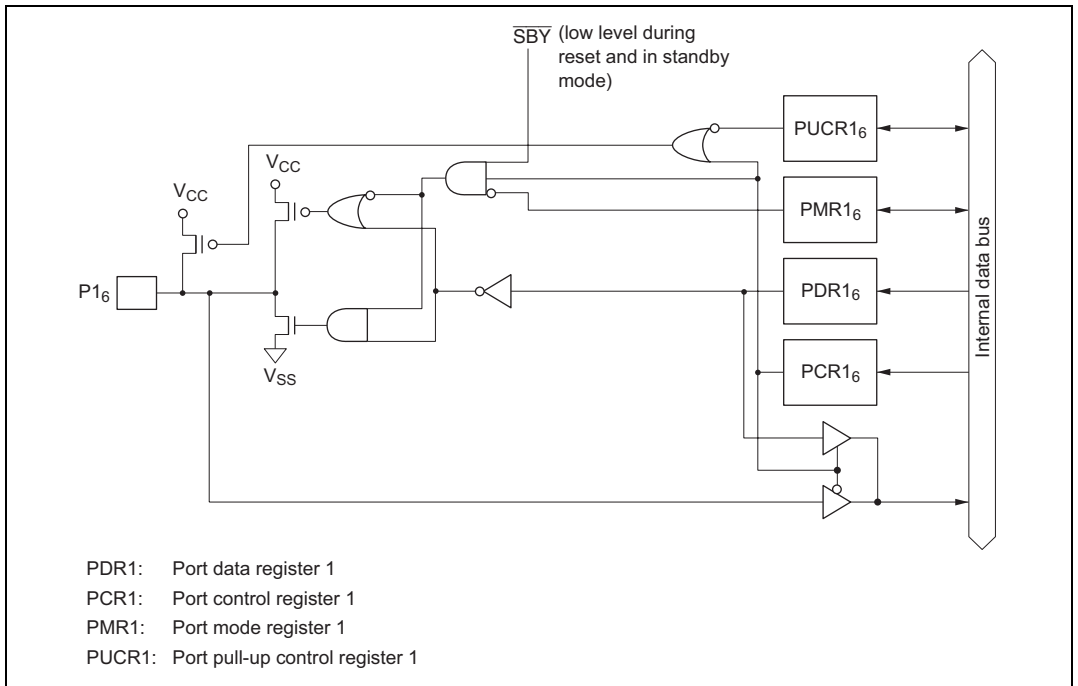 SBY (low level during
reset and in standby
mode)
PUCR1₆
VCC
VCC
PMR1₆
P1₆
PDR1₆
Internal data bus
VSS
PCR1₆
PDR1: Port data register 1
PCR1: Port control register 1
PMR1: Port mode register 1
PUCR1: Port pull-up control register 1